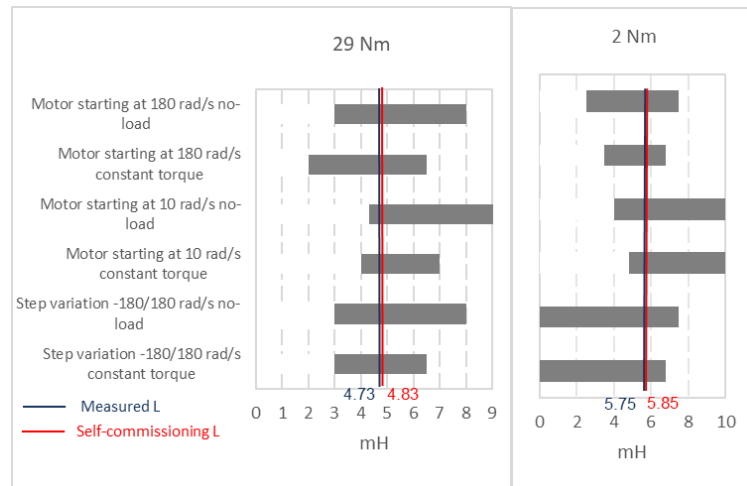 29 Nm
2 Nm
Motor starting at 180 rad/s no-
load
Motor starting at 180 rad/s
constant torque
Motor starting at 10 rad/s no-
load
Motor starting at 10 rad/s
constant torque
Step variation -180/180 rad/s no-
load
Step variation -180/180 rad/s
constant torque
4.73 4.83
5.75 5.85
Measured L
Self-commissioning L
0 1 2 3 4 5 6 7 8 9
0 2 4 6 8 10
mH
mH